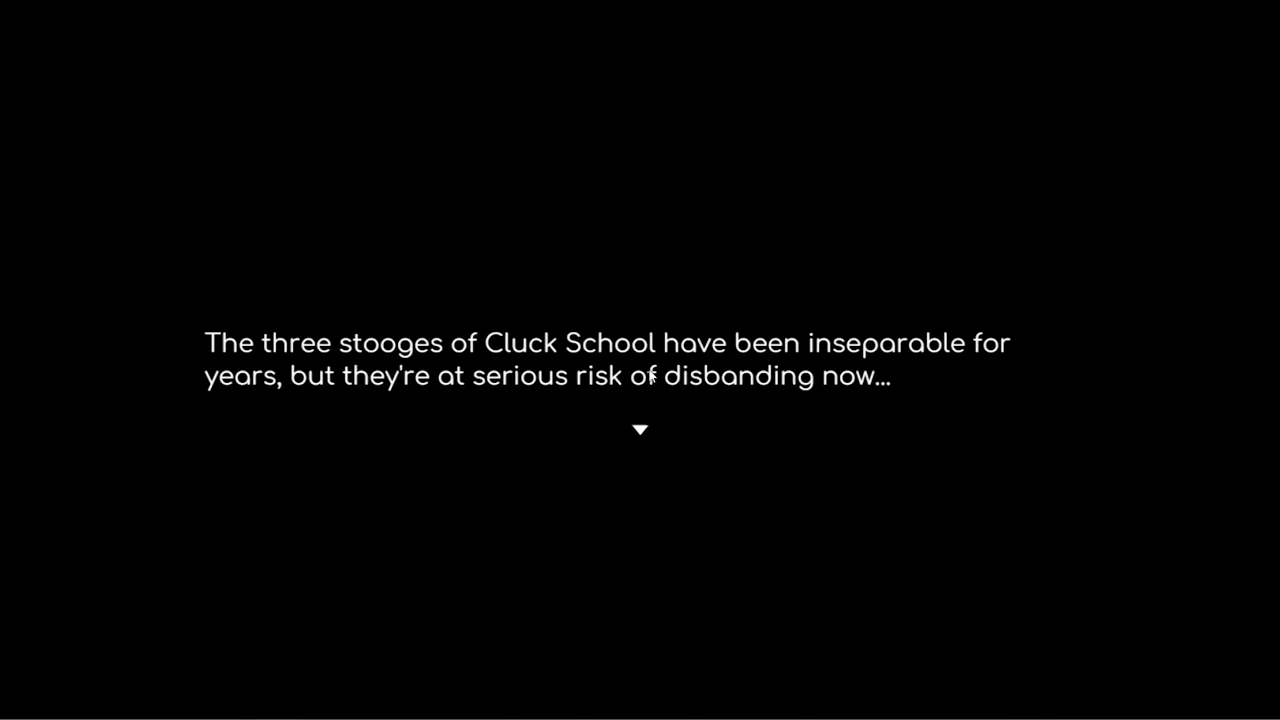 The three stooges of Cluck School have been inseparable for
years, but they're at serious risk of disbanding now...